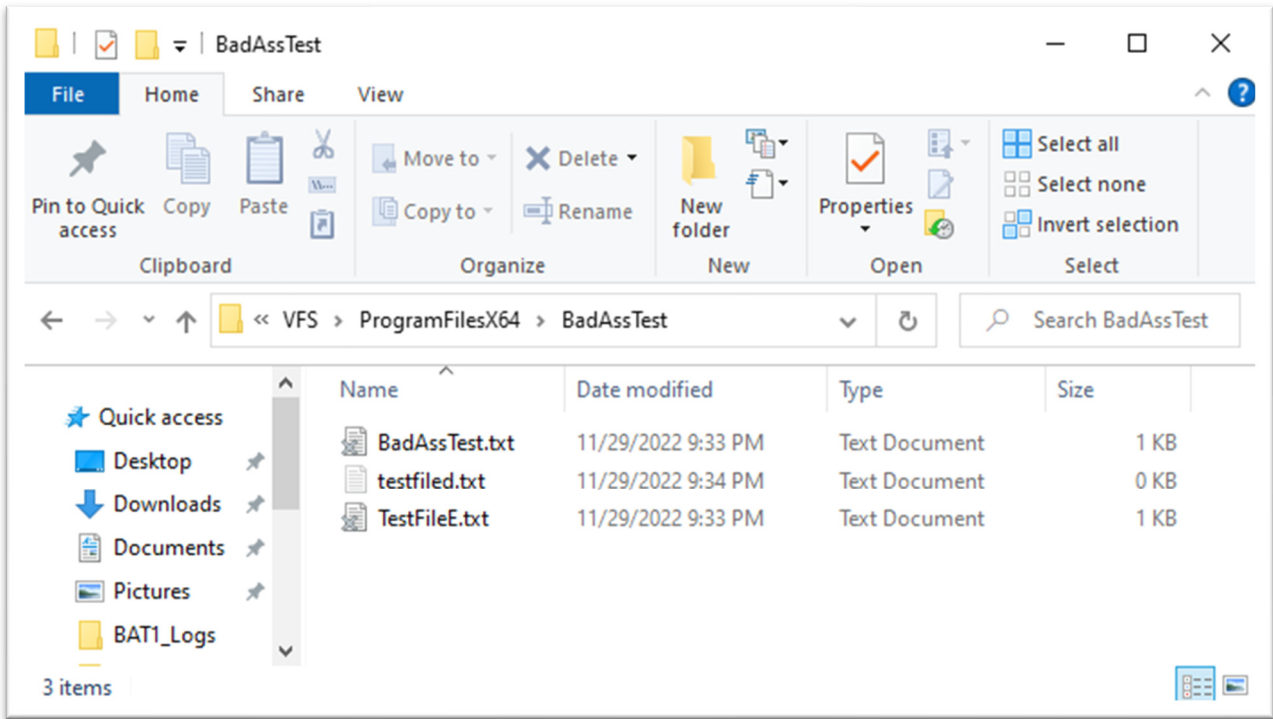 BadAssTest
File Home Share View
Pin to Quick access
Copy
Paste
Move to
Copy to
Delete
Rename
New folder
Properties
Select all
Select none
Invert selection
Clipboard Organize New Open Select
« VFS > ProgramFilesX64 > BadAssTest
Search BadAssTest
Quick access
Desktop
Downloads
Documents
Pictures
BAT1_Logs
Name Date modified Type Size
BadAssTest.txt 11/29/2022 9:33 PM Text Document 1 KB
testfiled.txt 11/29/2022 9:34 PM Text Document 0 KB
TestFileE.txt 11/29/2022 9:33 PM Text Document 1 KB
3 items